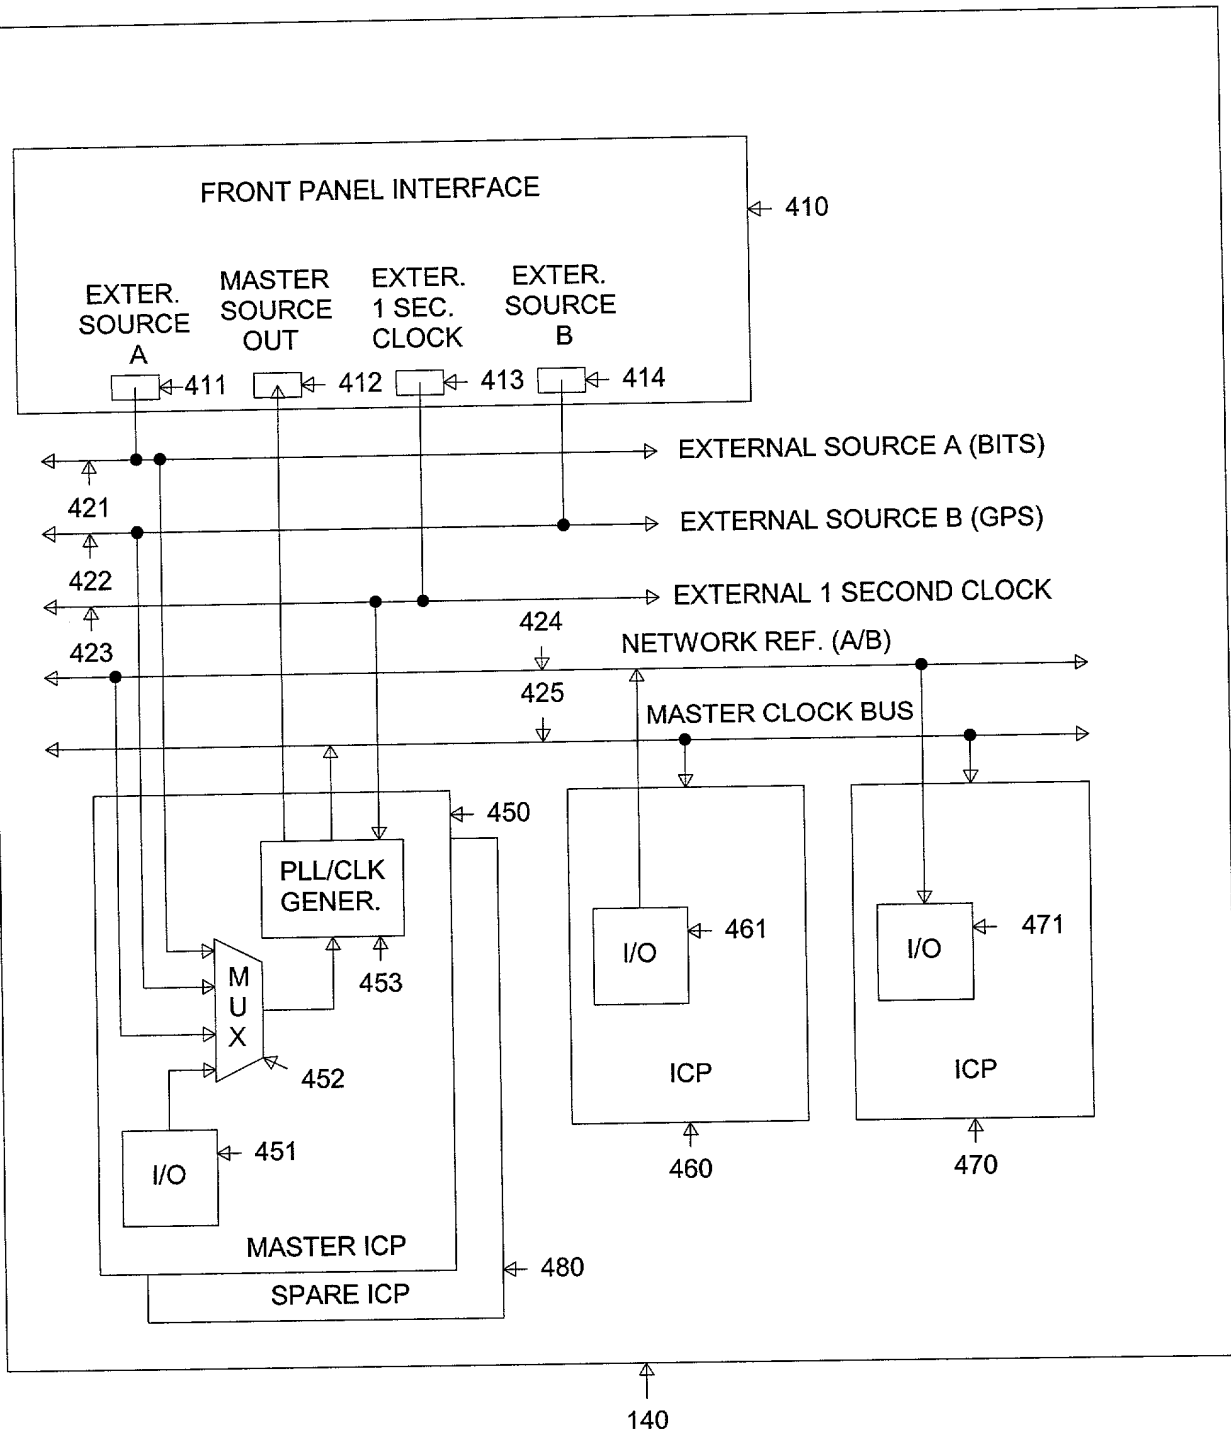 FRONT PANEL INTERFACE
410
EXTER.
SOURCE
A
MASTER
SOURCE
OUT
EXTER.
1 SEC.
CLOCK
EXTER.
SOURCE
B
411
412
413
414
EXTERNAL SOURCE A (BITS)
421
EXTERNAL SOURCE B (GPS)
422
EXTERNAL 1 SECOND CLOCK
423
424
NETWORK REF. (A/B)
425
MASTER CLOCK BUS
450
PLL/CLK
GENER.
453
M
U
X
452
I/O
451
MASTER ICP
SPARE ICP
480
I/O
461
ICP
460
I/O
471
ICP
470
140